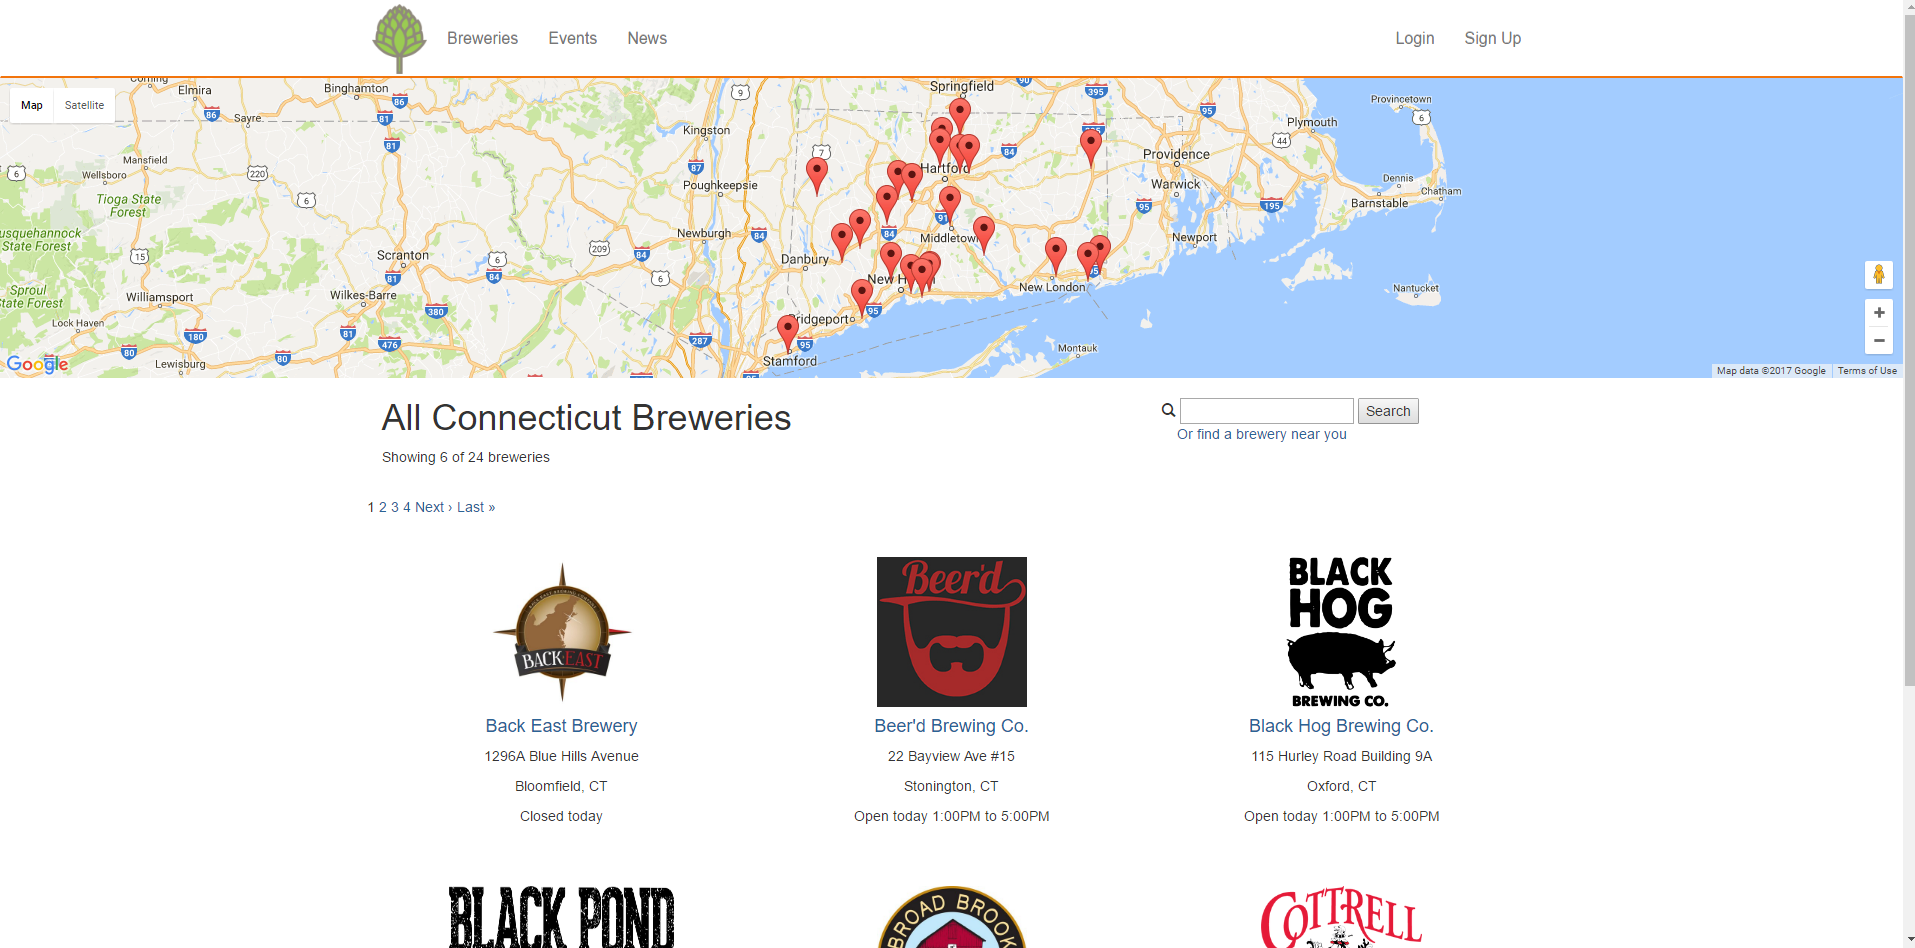 Breweries Events News Login Sign Up
Map Satellite
Elmira
Binghamton
Springfield
Provincetown
Sayre
Kingston
Plymouth
Mansfield
Wellsboro
Hartford
Providence
Poughkeepsie
Warwick
Dennis
Chatham
Barnstable
Tioga State
Forest
Newburgh
Middletown
Newport
usquehannock
State Forest
Scranton
Danbury
New London
Nantucket
Sproul
State Forest
Williamsport
Wilkes-Barre
Lock Haven
Bridgeport
Montauk
Lewisburg
Stamford
Google
Map data ©2017 Google Terms of Use
All Connecticut Breweries
Search
Or find a brewery near you
Showing 6 of 24 breweries
1 2 3 4 Next › Last »
BACK EAST
Beer'd
BLACK
HOG
BREWING CO.
Back East Brewery
1296A Blue Hills Avenue
Bloomfield, CT
Closed today
Beer'd Brewing Co.
22 Bayview Ave #15
Stonington, CT
Open today 1:00PM to 5:00PM
Black Hog Brewing Co.
115 Hurley Road Building 9A
Oxford, CT
Open today 1:00PM to 5:00PM
BLACK POND
BROAD BROOK
COTTRELL